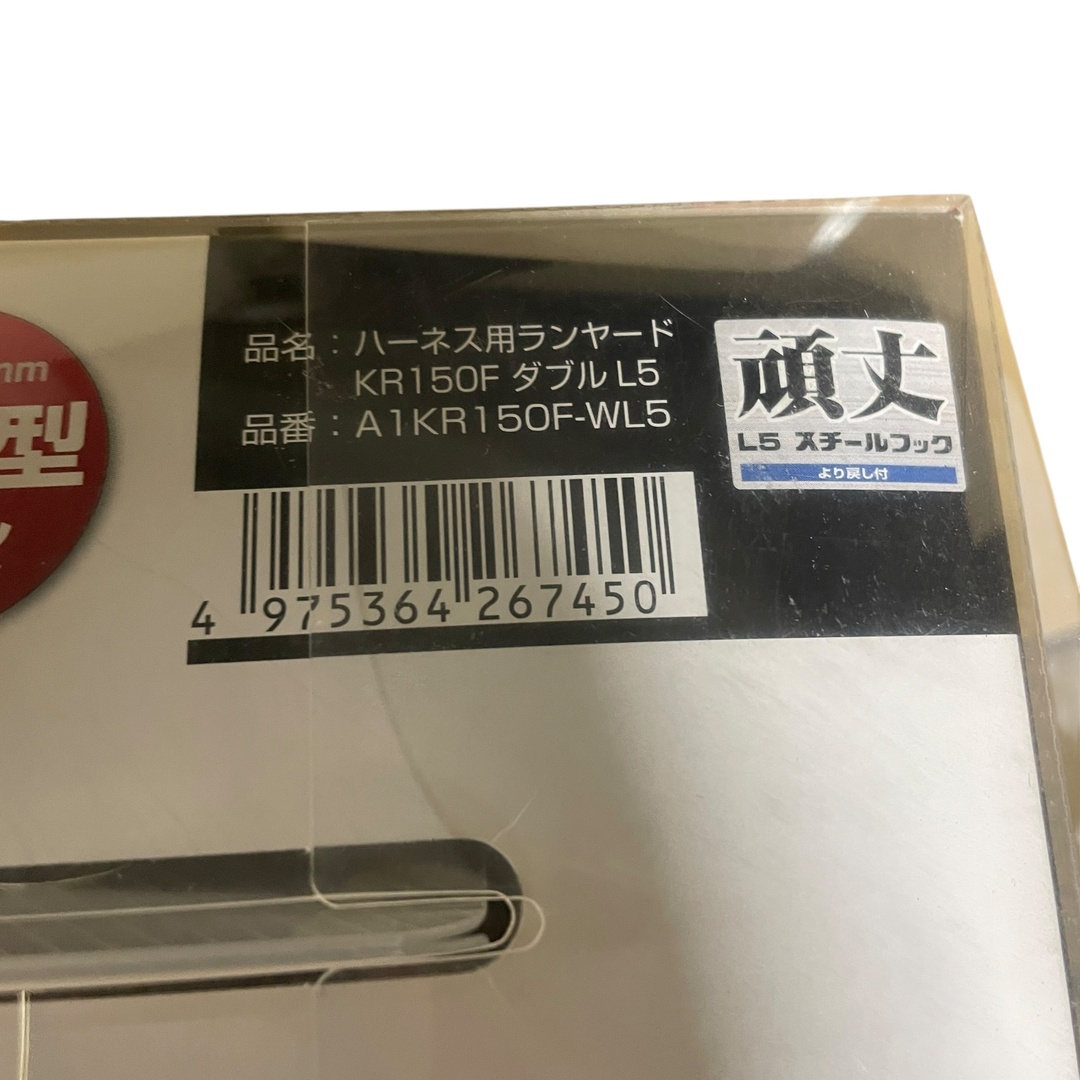 品名：ハーネス用ランヤード
KR150F ダブル L5
品番：A1KR150F-WL5
頑丈
L5 スチールフック
より戻し付
4 975364 267450
mm
型